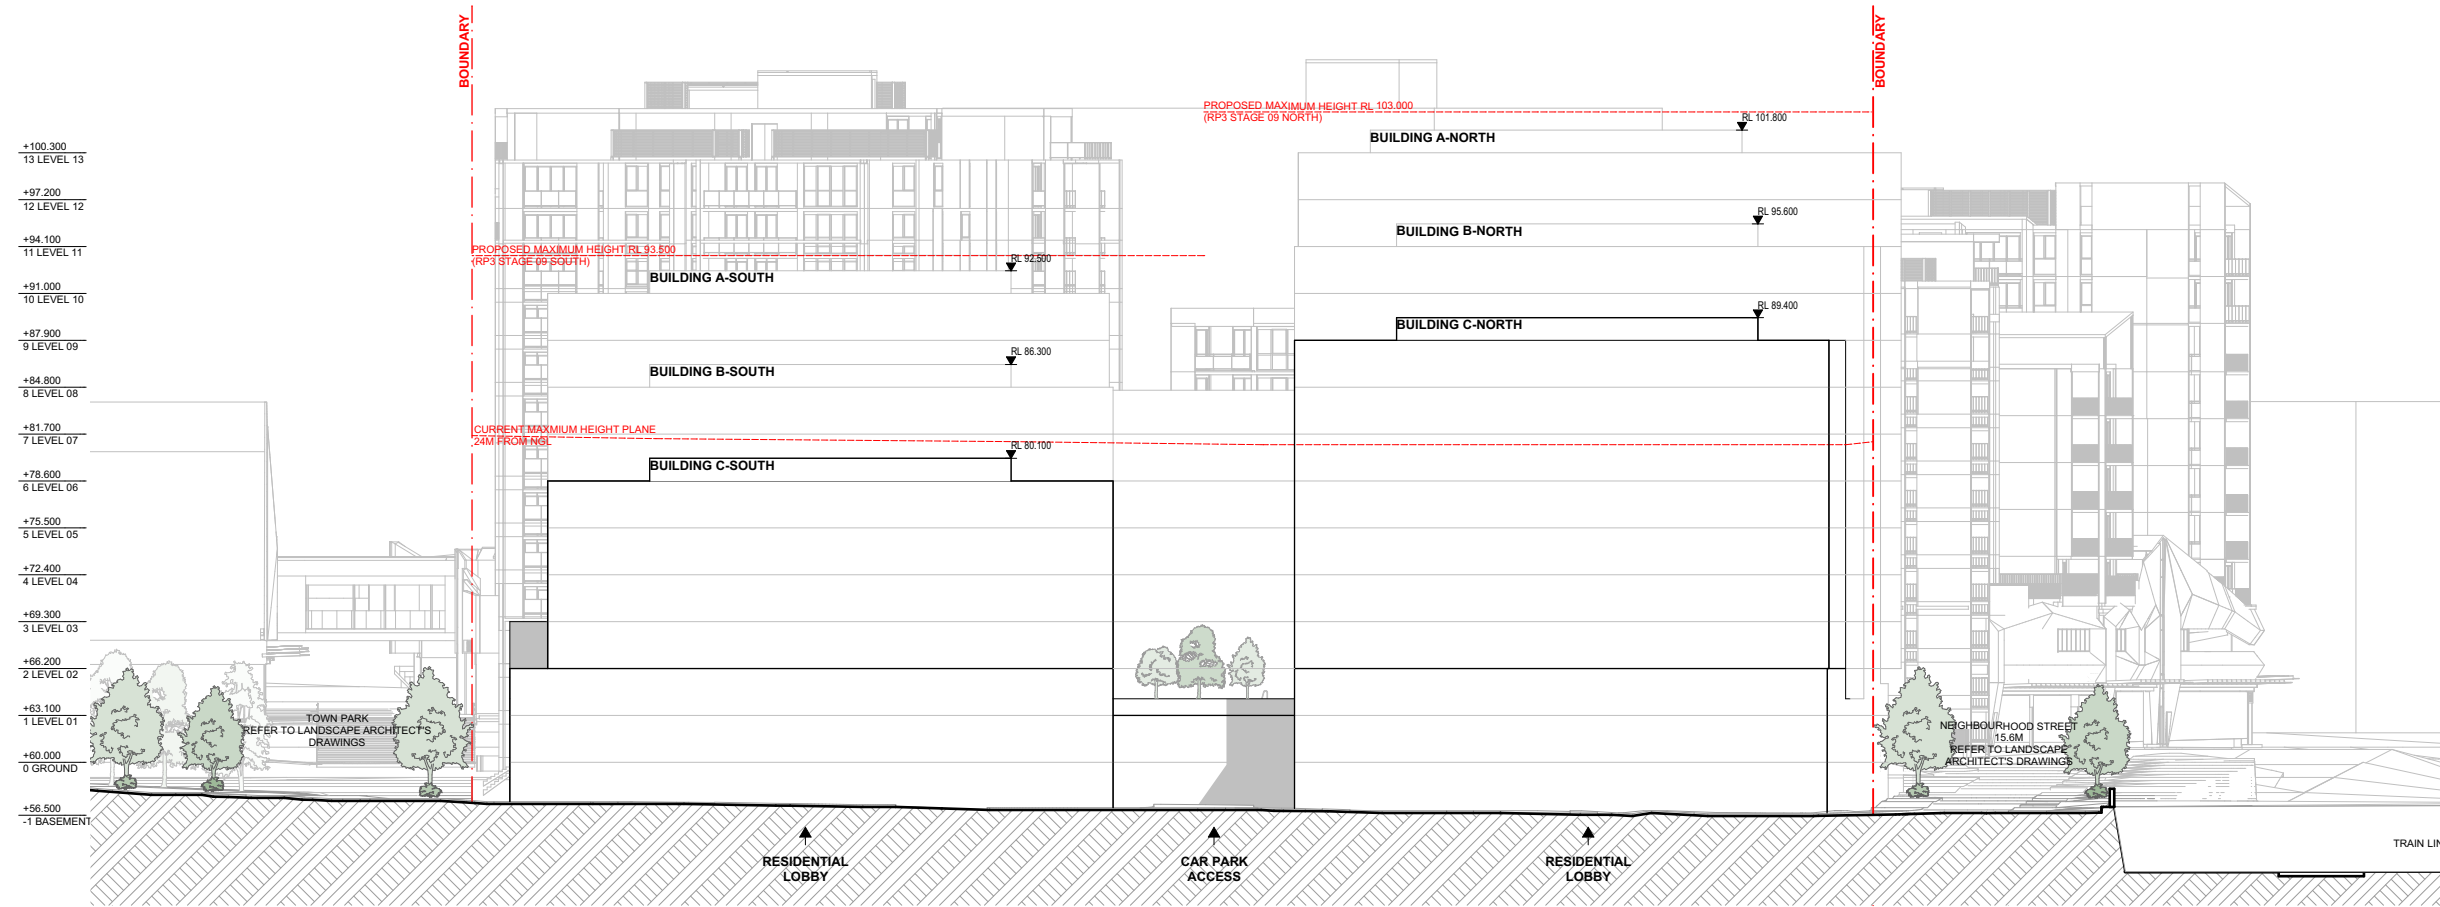 BOUNDARY
BOUNDARY
PROPOSED MAXIMUM HEIGHT RL 103.000
(RP3 STAGE 09 NORTH)
RL 101.800
BUILDING A-NORTH
+100.300
13 LEVEL 13
+97.200
12 LEVEL 12
RL 95.600
BUILDING B-NORTH
+94.100
11 LEVEL 11
PROPOSED MAXIMUM HEIGHT RL 93.500
(RP3 STAGE 09 SOUTH)
RL 92.500
BUILDING A-SOUTH
+91.000
10 LEVEL 10
RL 89.400
BUILDING C-NORTH
+87.900
9 LEVEL 09
RL 86.300
BUILDING B-SOUTH
+84.800
8 LEVEL 08
+81.700
7 LEVEL 07
CURRENT MAXMIUM HEIGHT PLANE
24M FROM NGL
RL 80.100
BUILDING C-SOUTH
+78.600
6 LEVEL 06
+75.500
5 LEVEL 05
+72.400
4 LEVEL 04
+69.300
3 LEVEL 03
+66.200
2 LEVEL 02
+63.100
1 LEVEL 01
TOWN PARK
REFER TO LANDSCAPE ARCHITECT'S
DRAWINGS
NEIGHBOURHOOD STREET
15.6M
REFER TO LANDSCAPE
ARCHITECT'S DRAWINGS
+60.000
0 GROUND
+56.500
-1 BASEMENT
RESIDENTIAL
LOBBY
CAR PARK
ACCESS
RESIDENTIAL
LOBBY
TRAIN LIN